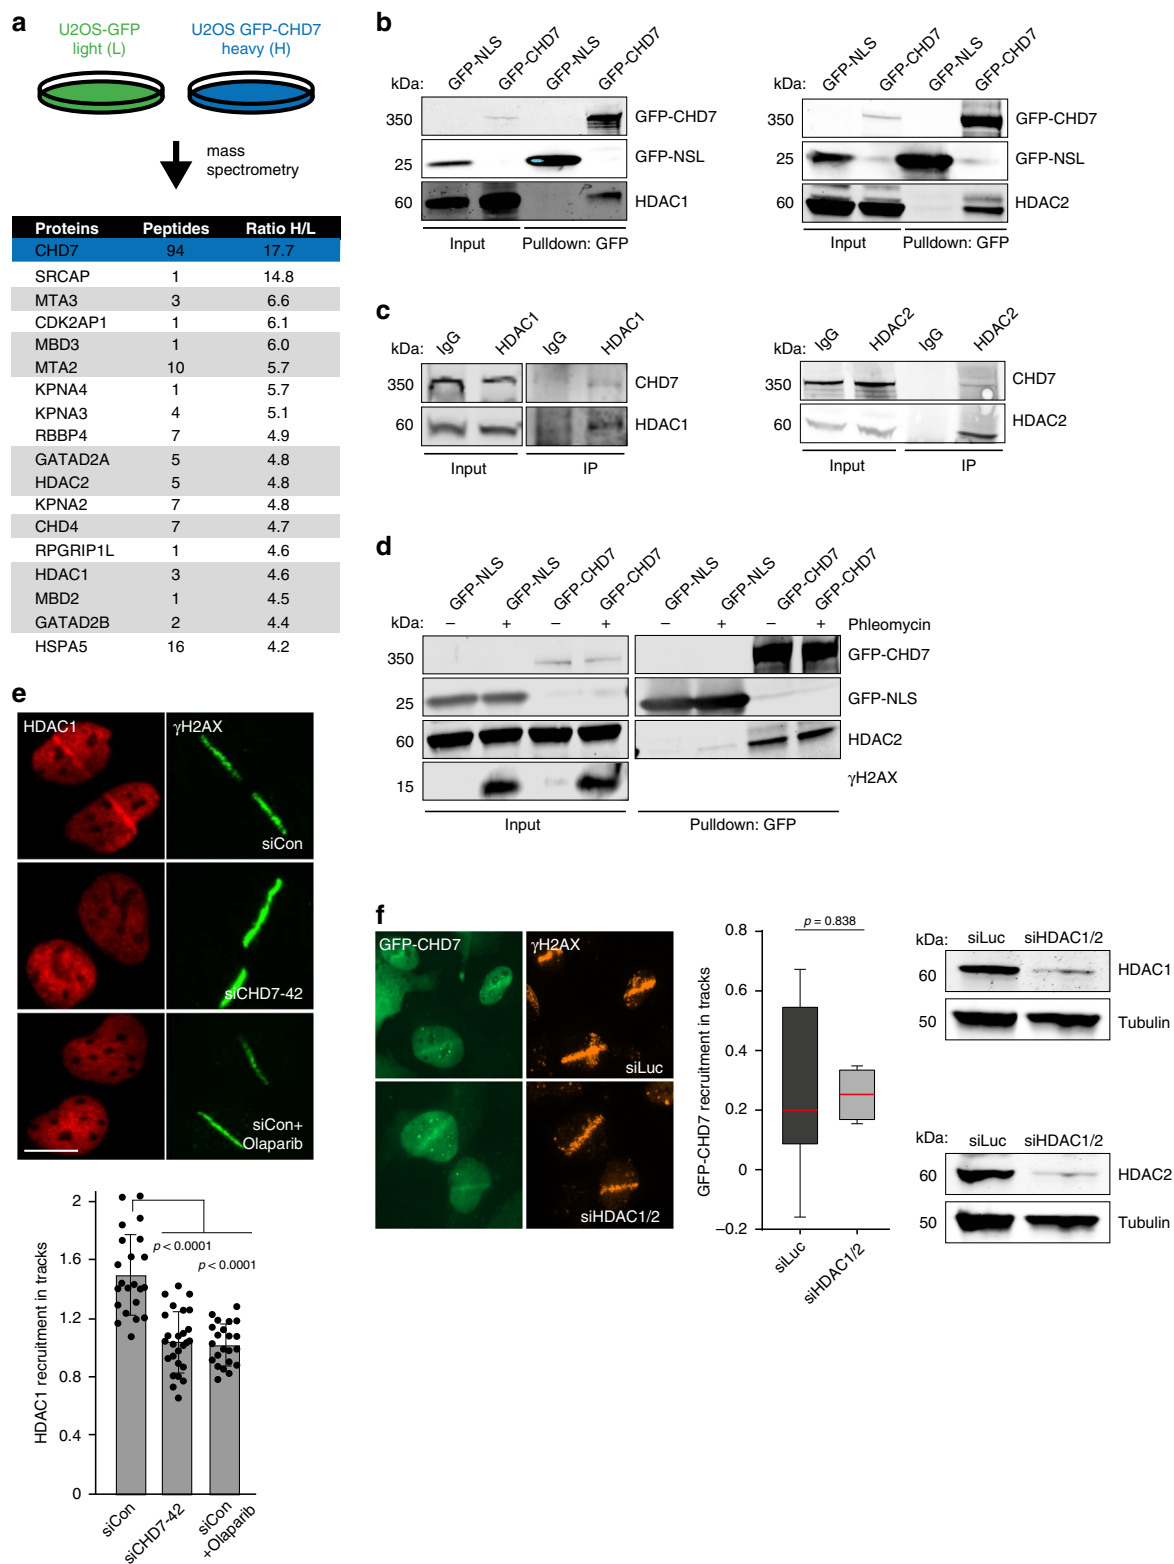 a
U2OS-GFP
light (L)
U2OS GFP-CHD7
heavy (H)
mass
spectrometry
Proteins Peptides Ratio H/L
CHD7 94 17.7
SRCAP 1 14.8
MTA3 3 6.6
CDK2AP1 1 6.1
MBD3 1 6.0
MTA2 10 5.7
KPNA4 1 5.7
KPNA3 4 5.1
RBBP4 7 4.9
GATAD2A 5 4.8
HDAC2 5 4.8
KPNA2 7 4.8
CHD4 7 4.7
RPGRIP1L 1 4.6
HDAC1 3 4.6
MBD2 1 4.5
GATAD2B 2 4.4
HSPA5 16 4.2
b
kDa: GFP-NLS GFP-CHD7 GFP-NLS GFP-CHD7
350 GFP-CHD7
25 GFP-NSL
60 HDAC1
Input Pulldown: GFP
kDa: GFP-NLS GFP-CHD7 GFP-NLS GFP-CHD7
350 GFP-CHD7
25 GFP-NSL
60 HDAC2
Input Pulldown: GFP
c
kDa: IgG HDAC1 IgG HDAC1
350 CHD7
60 HDAC1
Input IP
kDa: IgG HDAC2 IgG HDAC2
350 CHD7
60 HDAC2
Input IP
d
GFP-NLS GFP-NLS GFP-CHD7 GFP-CHD7 GFP-NLS GFP-NLS GFP-CHD7 GFP-CHD7
kDa: – + – + – + – + Phleomycin
350 GFP-CHD7
25 GFP-NLS
60 HDAC2
15 γH2AX
Input Pulldown: GFP
e
HDAC1 γH2AX
siCon
siCHD7-42
siCon+
Olaparib
HDAC1 recruitment in tracks
2
1.6
1.2
0.8
0.4
0
p < 0.0001
p < 0.0001
siCon
siCHD7-42
siCon
+Olaparib
f
GFP-CHD7 γH2AX
siLuc
siHDAC1/2
GFP-CHD7 recruitment in tracks
0.8
0.6
0.4
0.2
0
–0.2
p = 0.838
siLuc
siHDAC1/2
kDa: siLuc siHDAC1/2
60 HDAC1
50 Tubulin
kDa: siLuc siHDAC1/2
60 HDAC2
50 Tubulin